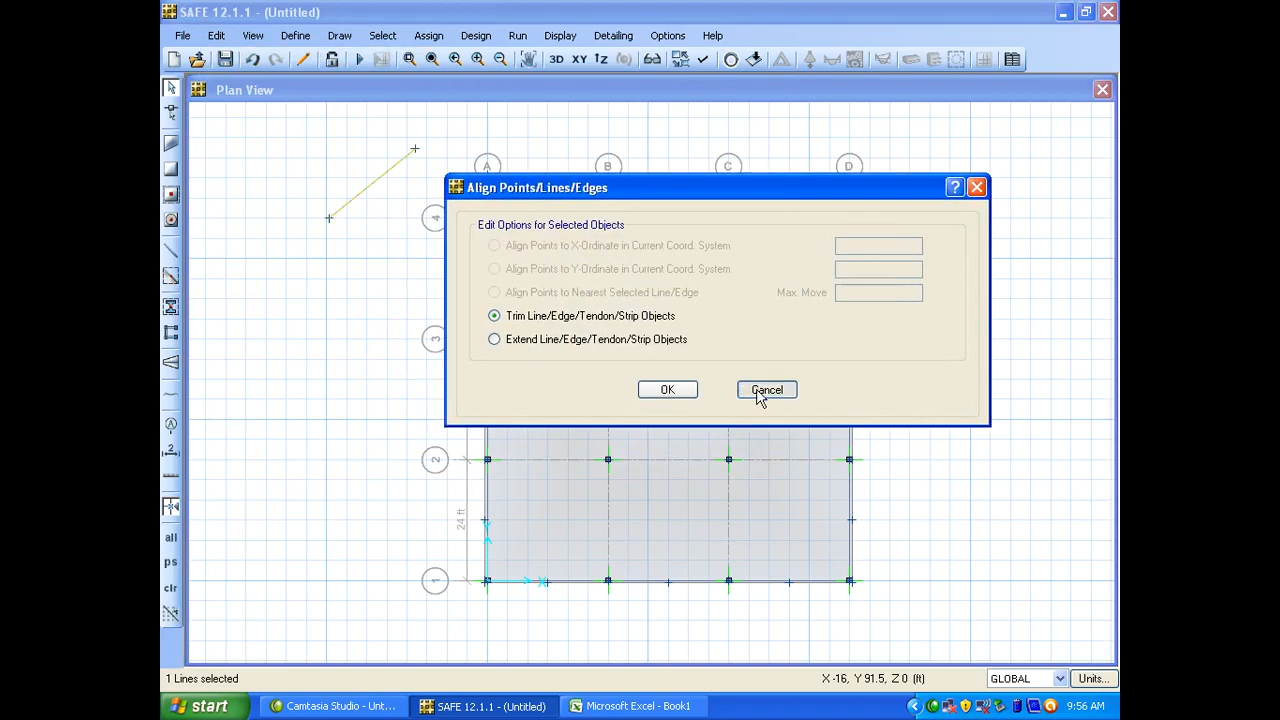 SAFE 12.1.1 - (Untitled)
File Edit View Define Draw Select Assign Design Run Display Detailing Options Help
3D XY
Plan View
A B C D
Align Points/Lines/Edges
Edit Options for Selected Objects
Align Points to X-Ordinate in Current Coord. System
Align Points to Y-Ordinate in Current Coord. System
Align Points to Nearest Selected Line/Edge Max. Move
Trim Line/Edge/Tendon/Strip Objects
Extend Line/Edge/Tendon/Strip Objects
OK Cancel
4
3
2
24 ft
1
X
all
ps
clr
1 Lines selected X -16, Y 91.5, Z 0 (ft) GLOBAL Units...
start Camtasia Studio - Unt... SAFE 12.1.1 - (Untitled) Microsoft Excel - Book1 9:56 AM